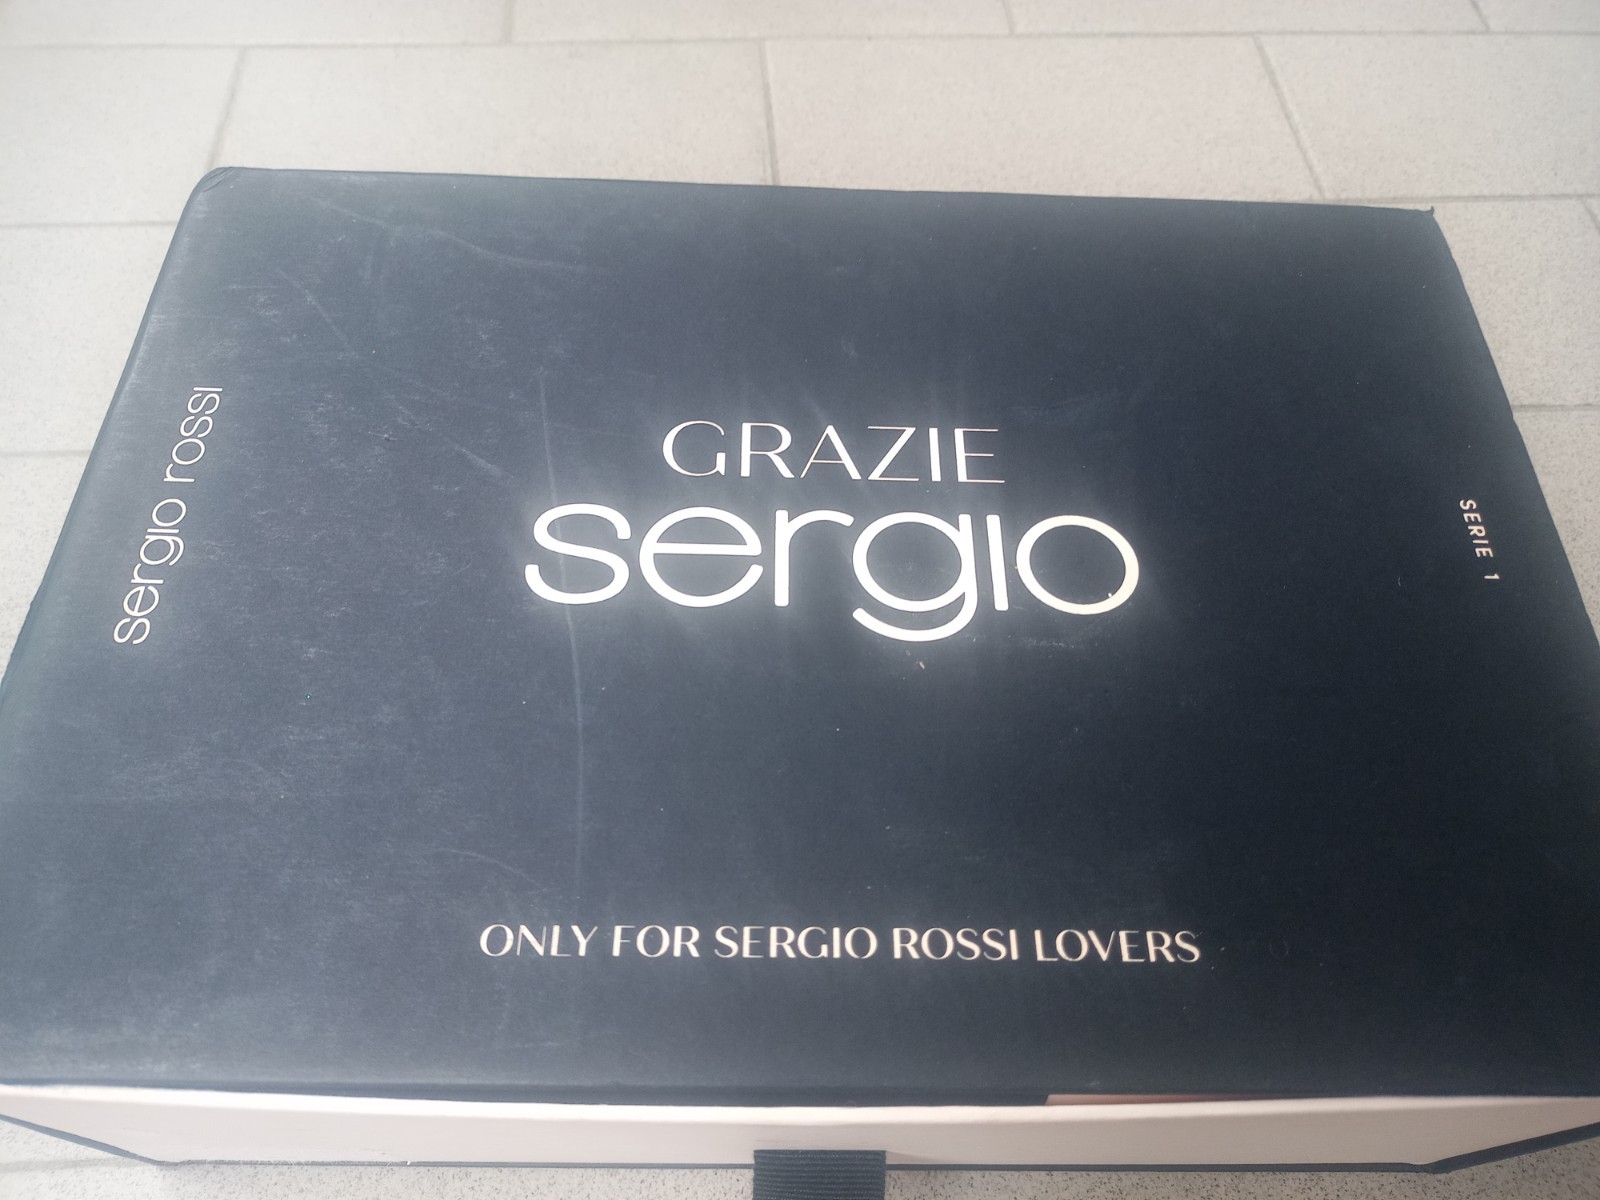 sergio rossi
GRAZIE
sergio
SERIE 1
ONLY FOR SERGIO ROSSI LOVERS